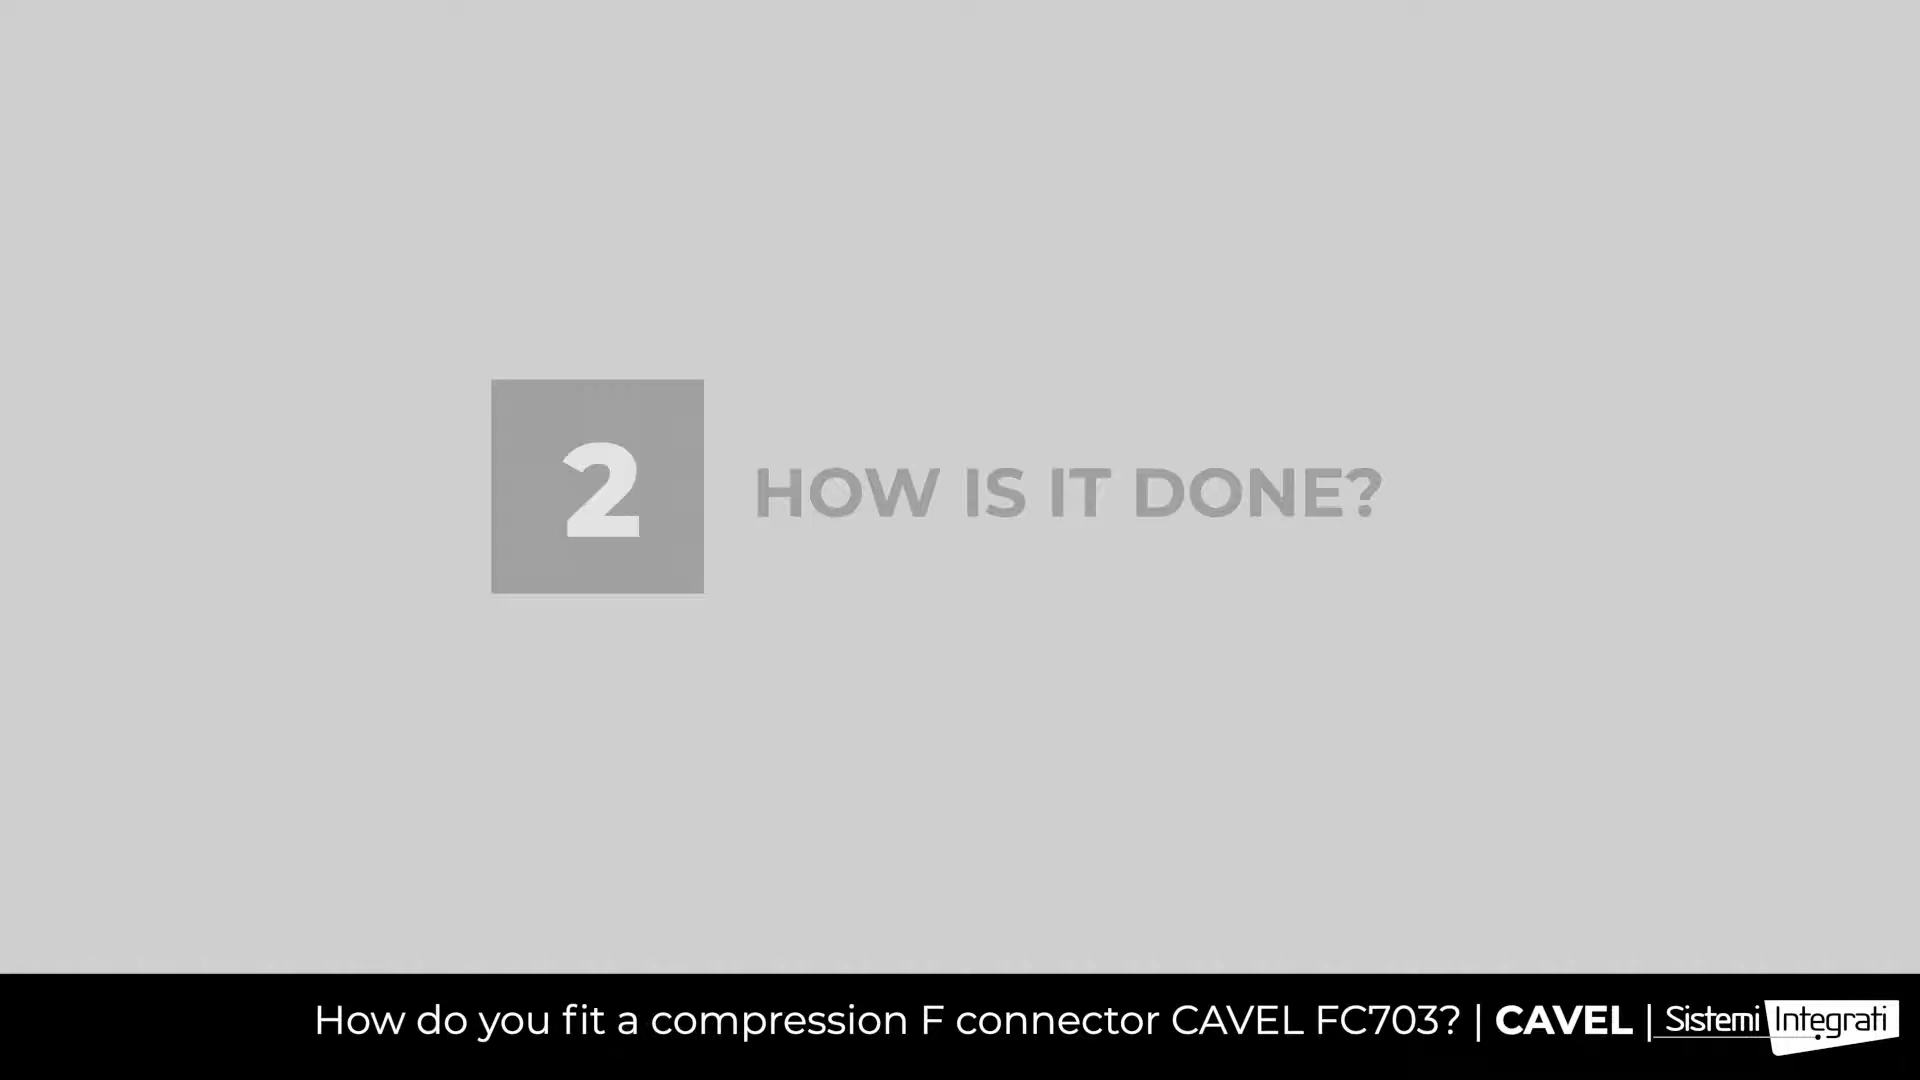 2 HOW IS IT DONE?
How do you fit a compression F connector CAVEL FC703? | CAVEL | Sistemi Integrati